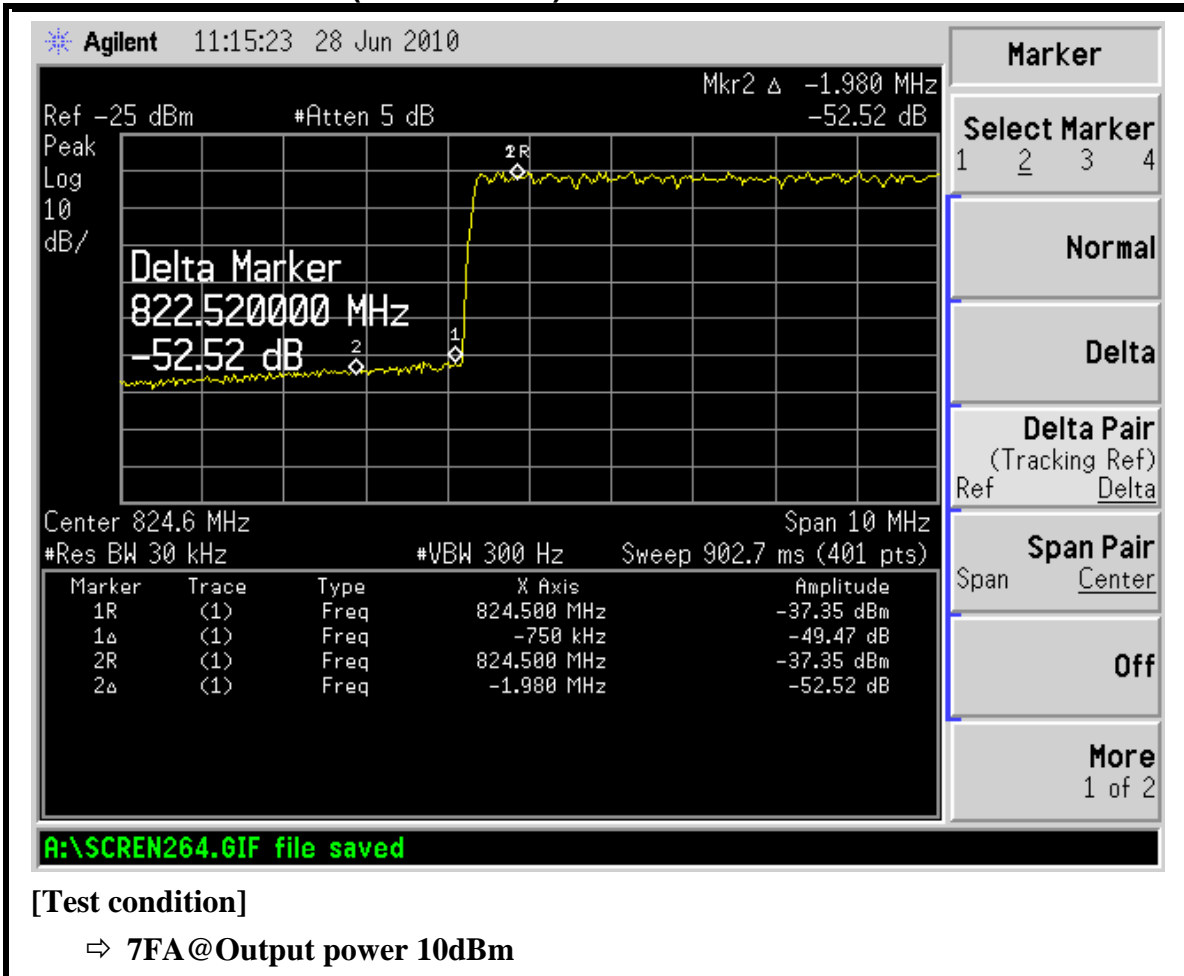 Agilent 11:15:23 28 Jun 2010
Mkr2 Δ −1.980 MHz
Ref −25 dBm #Atten 5 dB −52.52 dB
Peak
Log
10
dB/
2R
Delta Marker
822.520000 MHz
−52.52 dB
2
1
Center 824.6 MHz Span 10 MHz
#Res BW 30 kHz #VBW 300 Hz Sweep 902.7 ms (401 pts)
Marker Trace Type X Axis Amplitude
1R (1) Freq 824.500 MHz −37.35 dBm
1Δ (1) Freq −750 kHz −49.47 dB
2R (1) Freq 824.500 MHz −37.35 dBm
2Δ (1) Freq −1.980 MHz −52.52 dB
A:\SCREN264.GIF file saved
Marker
Select Marker
1 2 3 4
Normal
Delta
Delta Pair
(Tracking Ref)
Ref Delta
Span Pair
Span Center
Off
More
1 of 2
[Test condition]
⇨ 7FA@Output power 10dBm